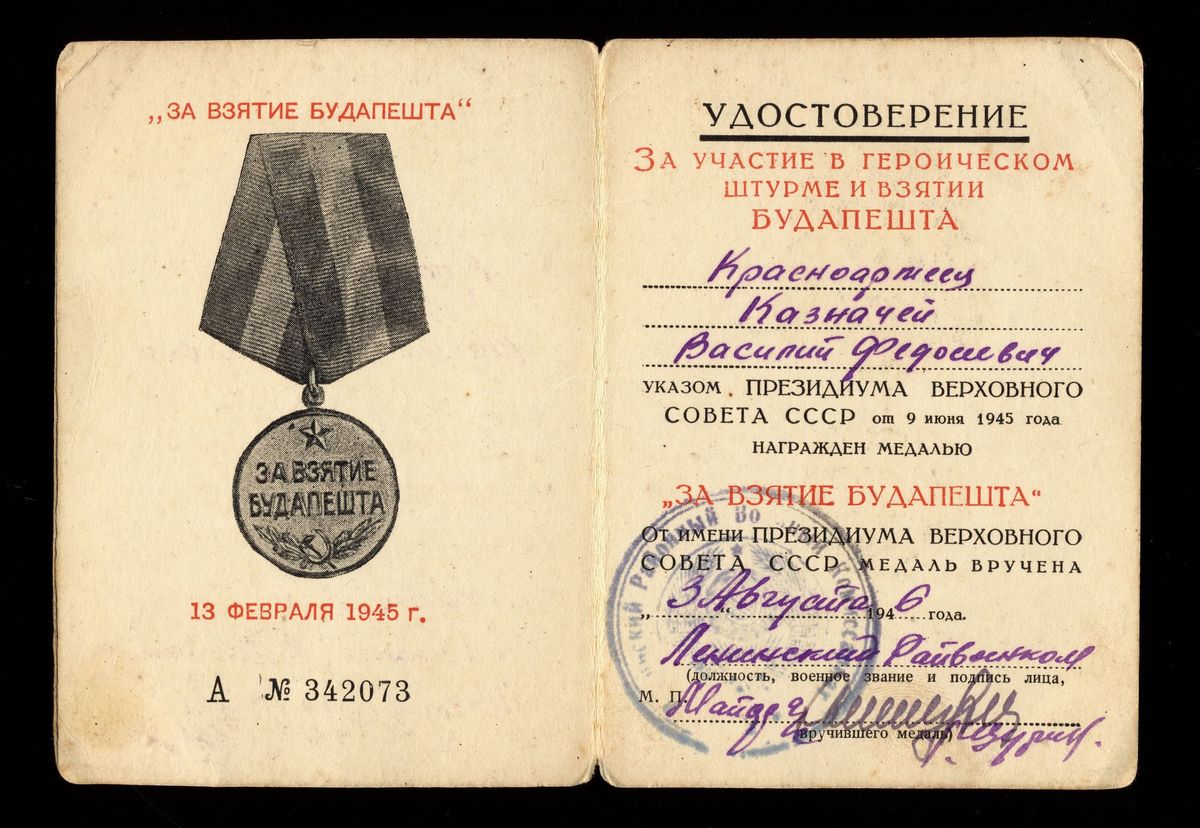 „ЗА ВЗЯТИЕ БУДАПЕШТА“
ЗА ВЗЯТИЕ
БУДАПЕШТА
13 ФЕВРАЛЯ 1945 г.
А № 342073
УДОСТОВЕРЕНИЕ
ЗА УЧАСТИЕ В ГЕРОИЧЕСКОМ
ШТУРМЕ И ВЗЯТИИ
БУДАПЕШТА
Красноармеец
Казначей
Василий Федосеевич
УКАЗОМ ПРЕЗИДИУМА ВЕРХОВНОГО
СОВЕТА СССР от 9 июня 1945 года
НАГРАЖДЕН МЕДАЛЬЮ
„ЗА ВЗЯТИЕ БУДАПЕШТА“
От имени ПРЕЗИДИУМА ВЕРХОВНОГО
СОВЕТА СССР МЕДАЛЬ ВРУЧЕНА
„3“ Августа 1946 года.
Ленинский Райвоенком
(должность, военное звание и подпись лица,
М. П.
вручившего медаль)
Районный Во